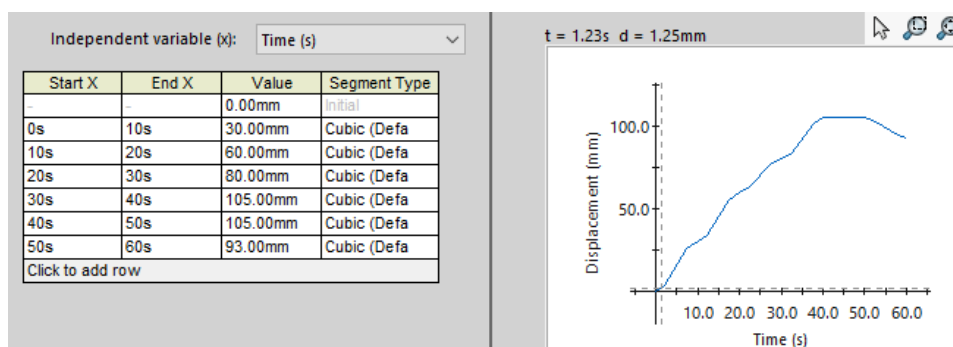 Independent variable (x): Time (s)
Start X End X Value Segment Type
- - 0.00mm Initial
0s 10s 30.00mm Cubic (Defa
10s 20s 60.00mm Cubic (Defa
20s 30s 80.00mm Cubic (Defa
30s 40s 105.00mm Cubic (Defa
40s 50s 105.00mm Cubic (Defa
50s 60s 93.00mm Cubic (Defa
Click to add row
t = 1.23s d = 1.25mm
Displacement (mm)
100.0
50.0
10.0 20.0 30.0 40.0 50.0 60.0
Time (s)